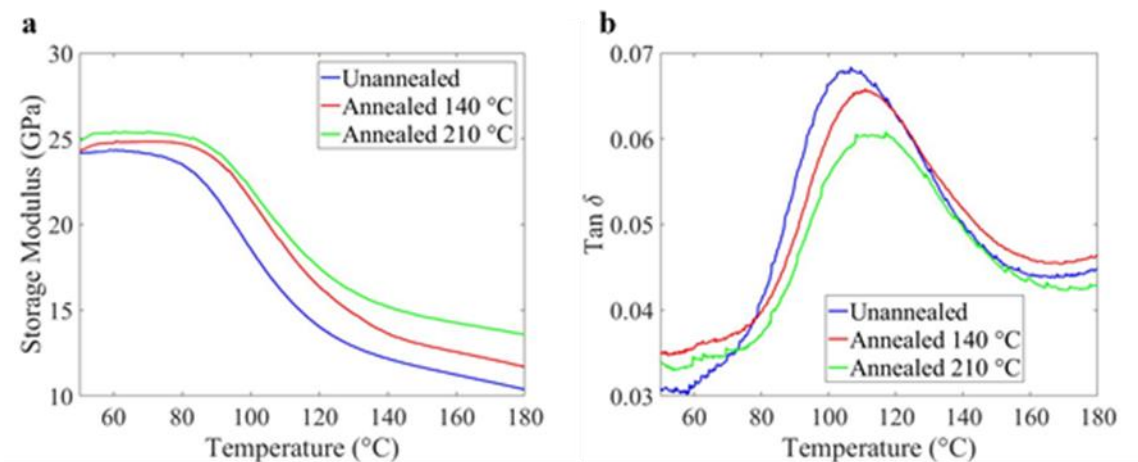 a
30
25
20
15
10
Storage Modulus (GPa)
Unannealed
Annealed 140 °C
Annealed 210 °C
60 80 100 120 140 160 180
Temperature (°C)
b
0.07
0.06
0.05
0.04
0.03
Tan δ
Unannealed
Annealed 140 °C
Annealed 210 °C
60 80 100 120 140 160 180
Temperature (°C)